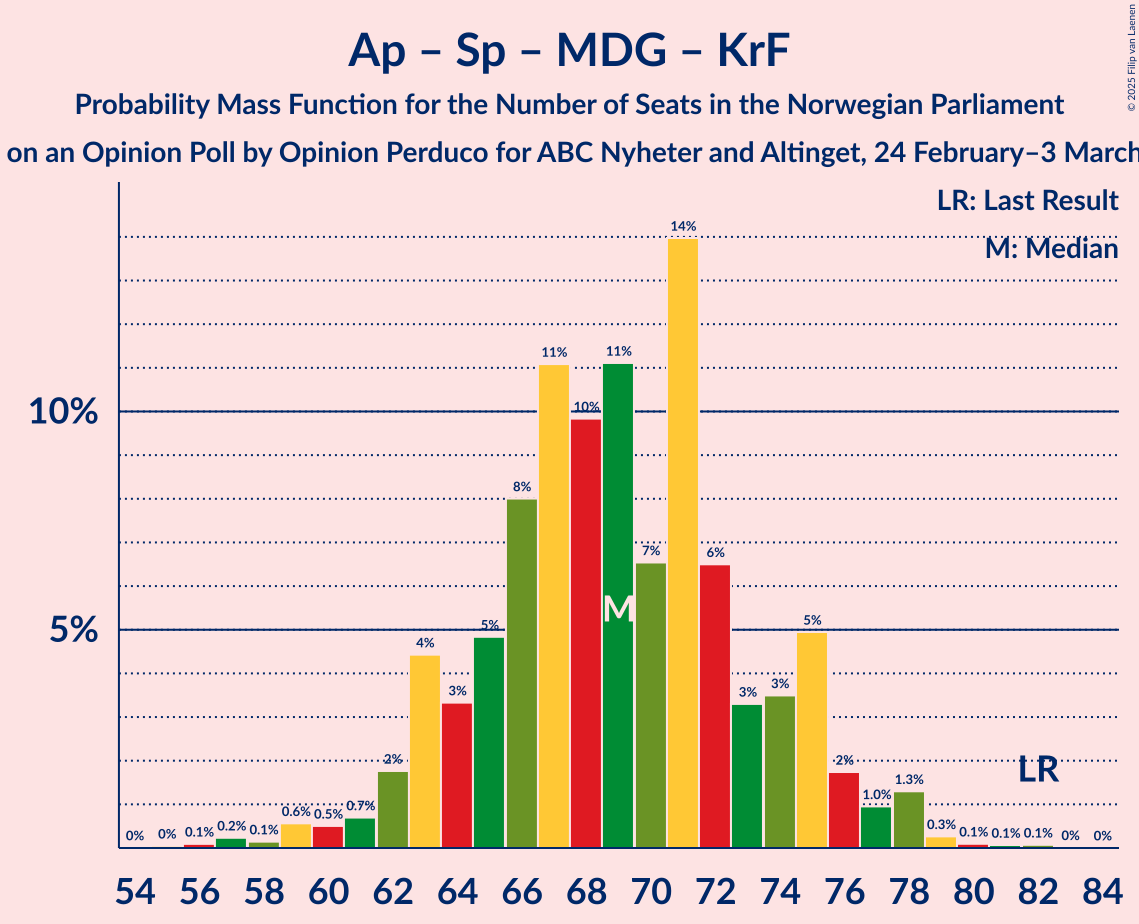 Ap – Sp – MDG – KrF
Probability Mass Function for the Number of Seats in the Norwegian Parliament
on an Opinion Poll by Opinion Perduco for ABC Nyheter and Altinget, 24 February–3 March
© 2025 Filip van Laenen
LR: Last Result
M: Median
10%
5%
0% 0% 0.1% 0.2% 0.1% 0.6% 0.5% 0.7% 2% 4% 3% 5% 8% 11% 10% 11% 7% 14% 6% 3% 3% 5% 2% 1.0% 1.3% 0.3% 0.1% 0.1% 0.1% 0% 0%
M
LR
54 56 58 60 62 64 66 68 70 72 74 76 78 80 82 84